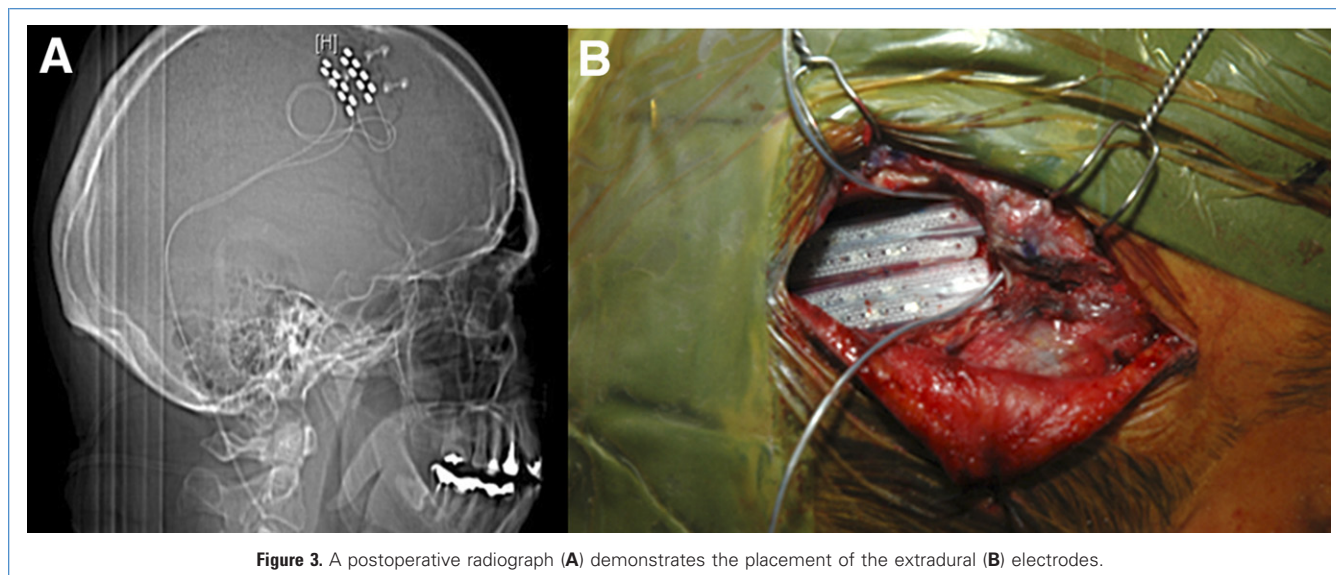 A
[H]
B
Figure 3. A postoperative radiograph (A) demonstrates the placement of the extradural (B) electrodes.